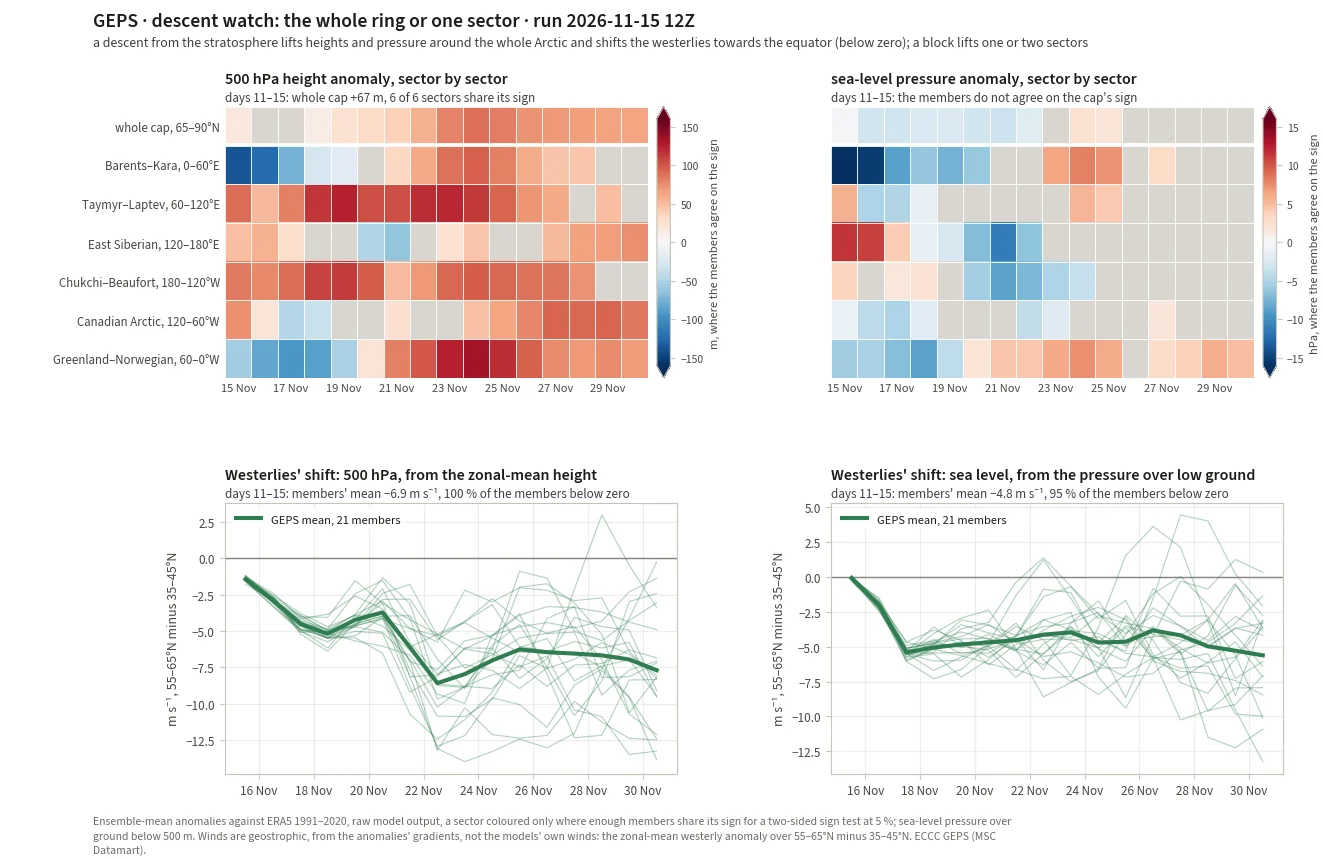 GEPS · descent watch: the whole ring or one sector · run 2026-11-15 12Z
a descent from the stratosphere lifts heights and pressure around the whole Arctic and shifts the westerlies towards the equator (below zero); a block lifts one or two sectors
500 hPa height anomaly, sector by sector
days 11–15: whole cap +67 m, 6 of 6 sectors share its sign
whole cap, 65–90°N
Barents–Kara, 0–60°E
Taymyr–Laptev, 60–120°E
East Siberian, 120–180°E
Chukchi–Beaufort, 180–120°W
Canadian Arctic, 120–60°W
Greenland–Norwegian, 60–0°W
15 Nov 17 Nov 19 Nov 21 Nov 23 Nov 25 Nov 27 Nov 29 Nov
150
100
50
0
−50
−100
−150
m, where the members agree on the sign
sea-level pressure anomaly, sector by sector
days 11–15: the members do not agree on the cap's sign
15 Nov 17 Nov 19 Nov 21 Nov 23 Nov 25 Nov 27 Nov 29 Nov
15
10
5
0
−5
−10
−15
hPa, where the members agree on the sign
Westerlies' shift: 500 hPa, from the zonal-mean height
days 11–15: members' mean −6.9 m s⁻¹, 100 % of the members below zero
GEPS mean, 21 members
2.5
0.0
−2.5
−5.0
−7.5
−10.0
−12.5
m s⁻¹, 55–65°N minus 35–45°N
16 Nov 18 Nov 20 Nov 22 Nov 24 Nov 26 Nov 28 Nov 30 Nov
Westerlies' shift: sea level, from the pressure over low ground
days 11–15: members' mean −4.8 m s⁻¹, 95 % of the members below zero
GEPS mean, 21 members
5.0
2.5
0.0
−2.5
−5.0
−7.5
−10.0
−12.5
m s⁻¹, 55–65°N minus 35–45°N
16 Nov 18 Nov 20 Nov 22 Nov 24 Nov 26 Nov 28 Nov 30 Nov
Ensemble-mean anomalies against ERA5 1991–2020, raw model output, a sector coloured only where enough members share its sign for a two-sided sign test at 5 %; sea-level pressure over
ground below 500 m. Winds are geostrophic, from the anomalies' gradients, not the models' own winds: the zonal-mean westerly anomaly over 55–65°N minus 35–45°N. ECCC GEPS (MSC
Datamart).